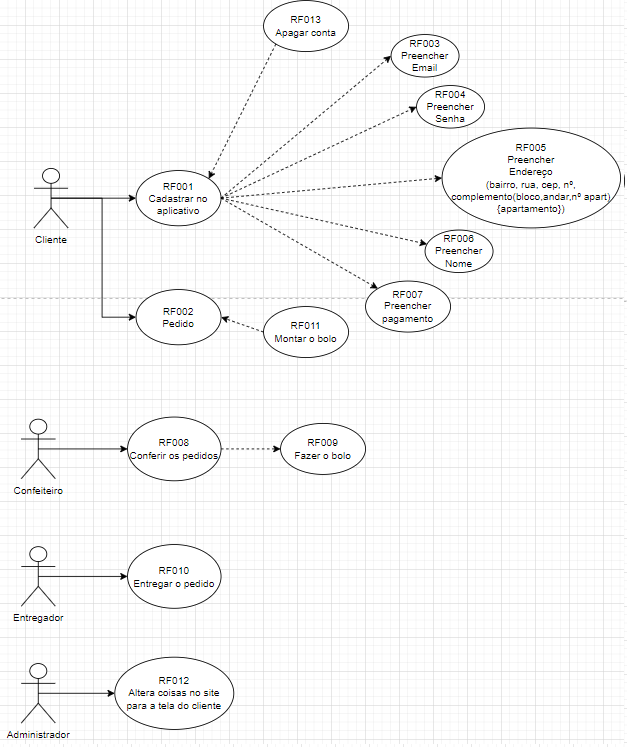 RF013
Apagar conta
RF003
Preencher
Email
RF004
Preencher
Senha
RF005
Preencher
Endereço
(bairro, rua, cep, nº,
complemento(bloco,andar,nº apart)
{apartamento})
RF001
Cadastrar no
aplicativo
Cliente
RF006
Preencher
Nome
RF007
Preencher
pagamento
RF002
Pedido
RF011
Montar o bolo
RF008
Conferir os pedidos
RF009
Fazer o bolo
Confeiteiro
RF010
Entregar o pedido
Entregador
RF012
Altera coisas no site
para a tela do cliente
Administrador